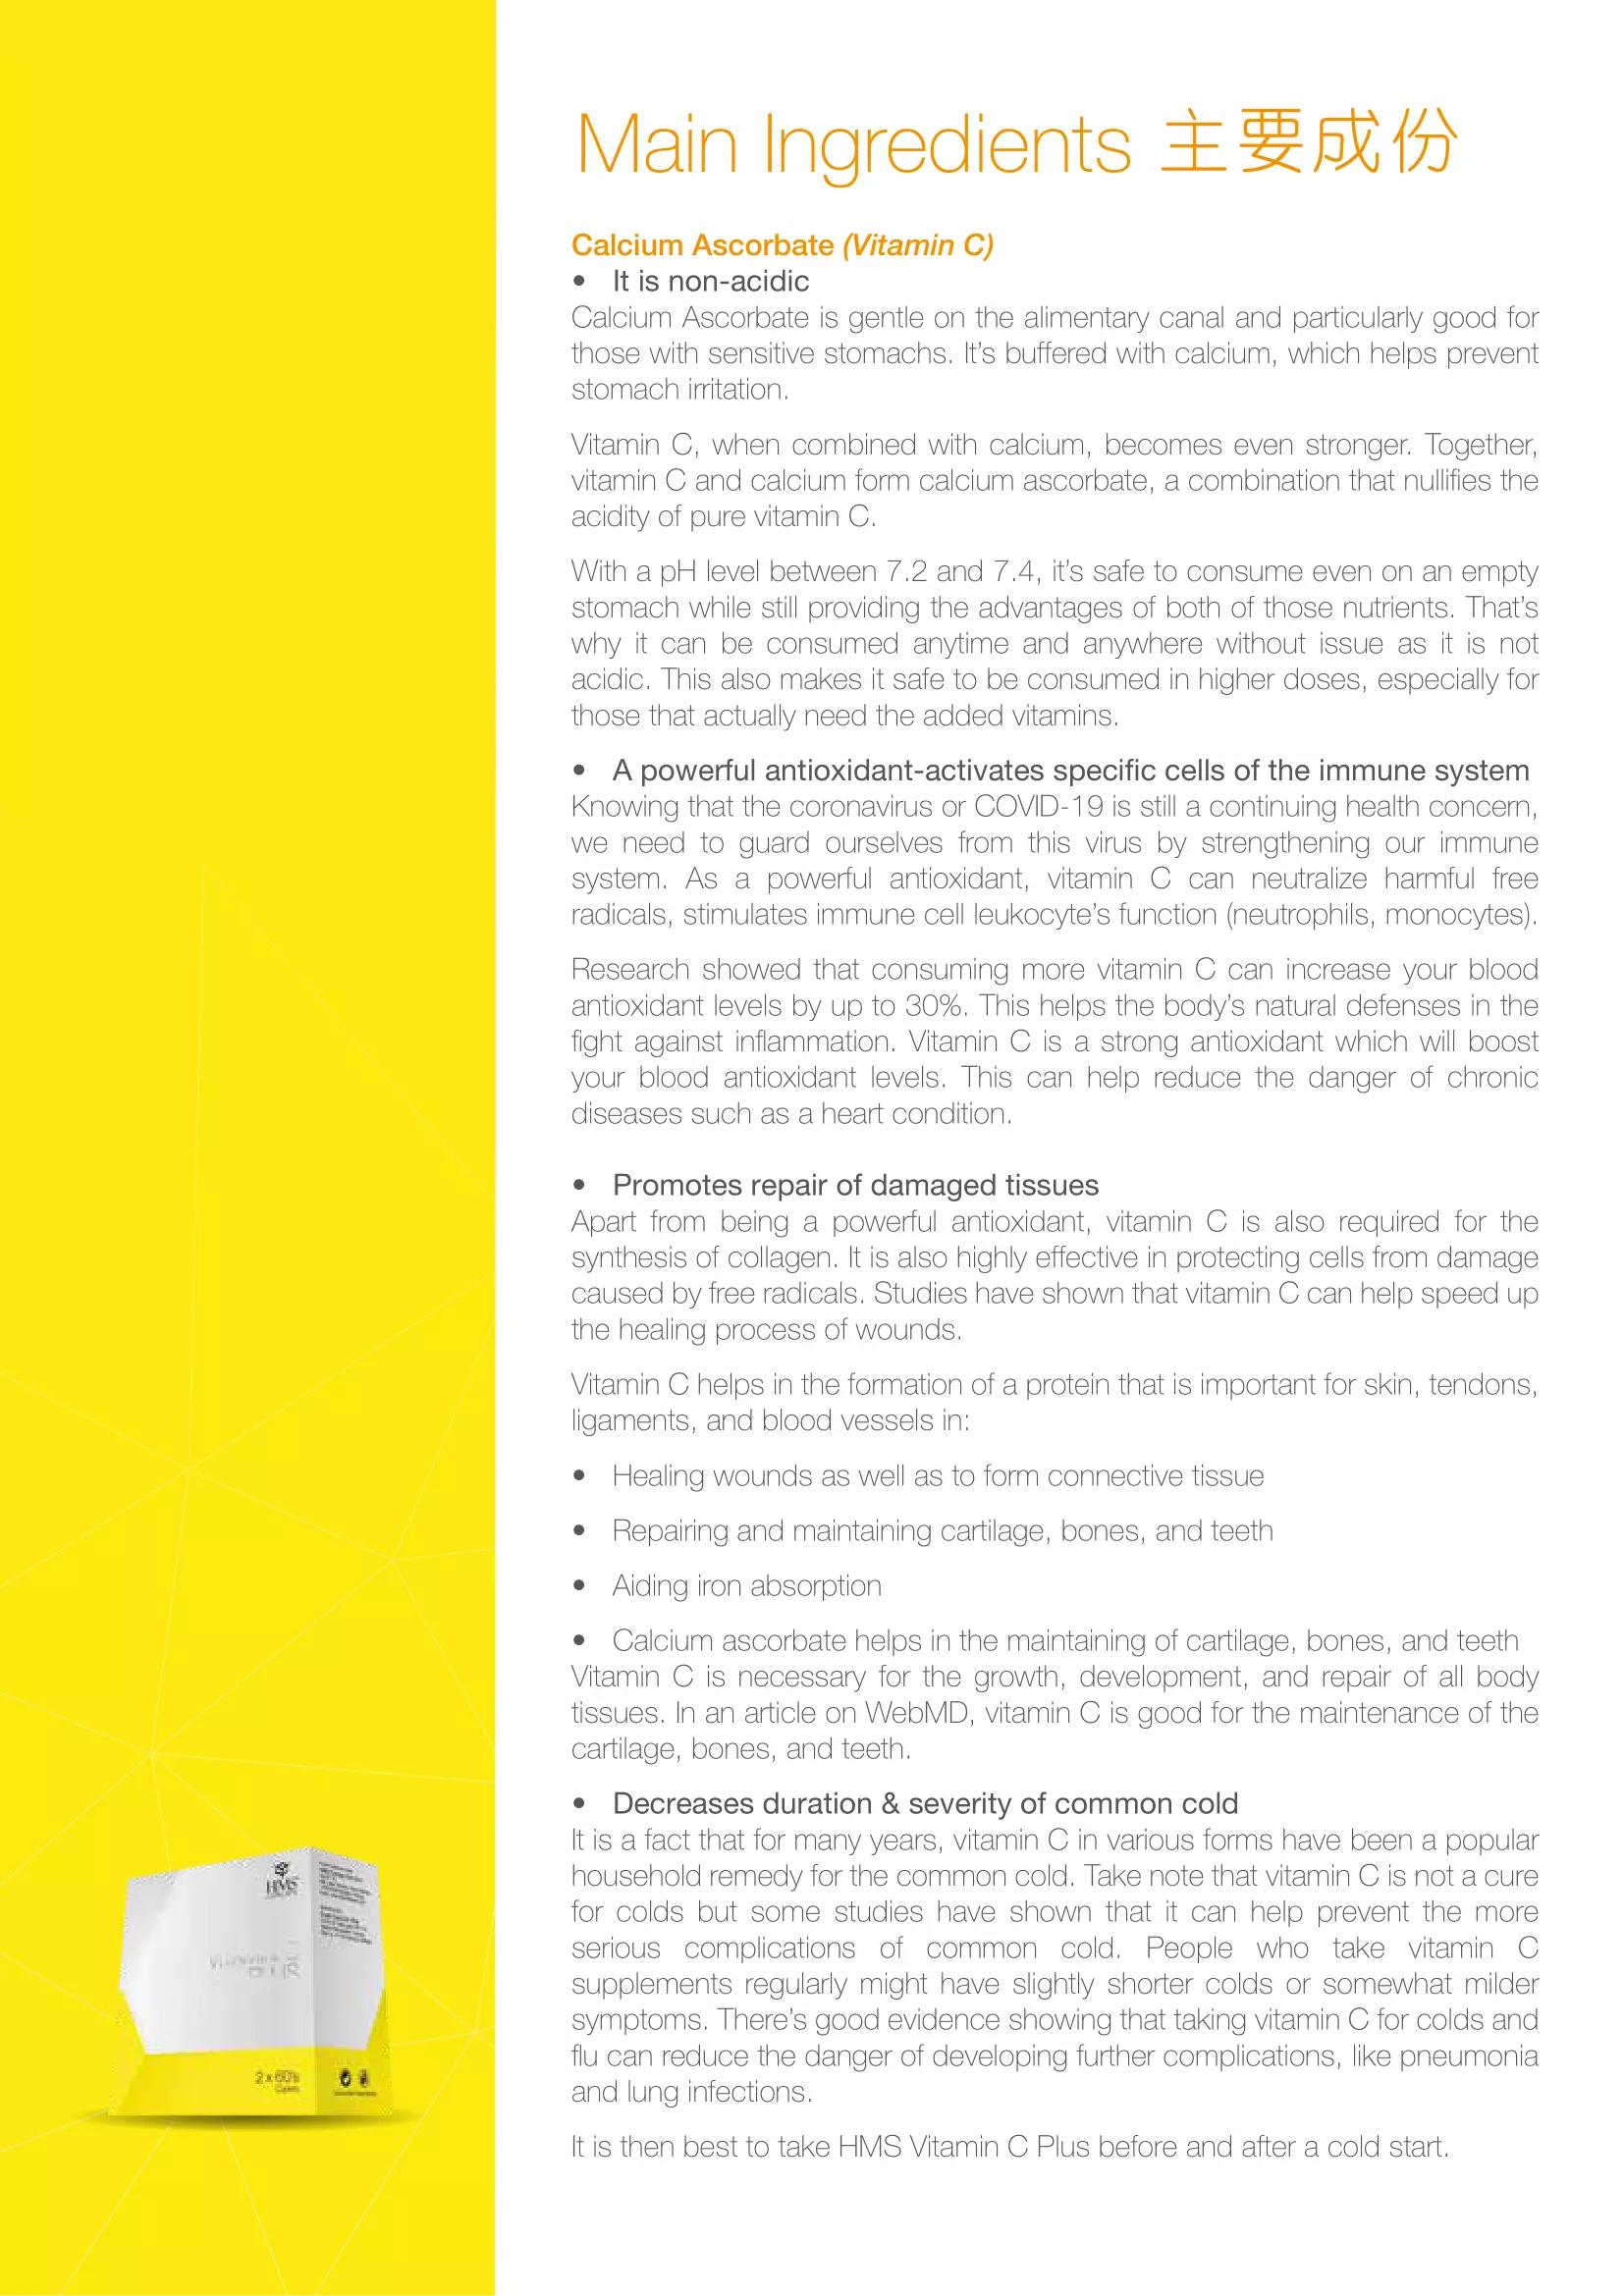 Main Ingredients 主要成份
Calcium Ascorbate (Vitamin C)
• It is non-acidic
Calcium Ascorbate is gentle on the alimentary canal and particularly good for
those with sensitive stomachs. It’s buffered with calcium, which helps prevent
stomach irritation.
Vitamin C, when combined with calcium, becomes even stronger. Together,
vitamin C and calcium form calcium ascorbate, a combination that nullifies the
acidity of pure vitamin C.
With a pH level between 7.2 and 7.4, it’s safe to consume even on an empty
stomach while still providing the advantages of both of those nutrients. That’s
why it can be consumed anytime and anywhere without issue as it is not
acidic. This also makes it safe to be consumed in higher doses, especially for
those that actually need the added vitamins.
• A powerful antioxidant-activates specific cells of the immune system
Knowing that the coronavirus or COVID-19 is still a continuing health concern,
we need to guard ourselves from this virus by strengthening our immune
system. As a powerful antioxidant, vitamin C can neutralize harmful free
radicals, stimulates immune cell leukocyte’s function (neutrophils, monocytes).
Research showed that consuming more vitamin C can increase your blood
antioxidant levels by up to 30%. This helps the body’s natural defenses in the
fight against inflammation. Vitamin C is a strong antioxidant which will boost
your blood antioxidant levels. This can help reduce the danger of chronic
diseases such as a heart condition.
• Promotes repair of damaged tissues
Apart from being a powerful antioxidant, vitamin C is also required for the
synthesis of collagen. It is also highly effective in protecting cells from damage
caused by free radicals. Studies have shown that vitamin C can help speed up
the healing process of wounds.
Vitamin C helps in the formation of a protein that is important for skin, tendons,
ligaments, and blood vessels in:
• Healing wounds as well as to form connective tissue
• Repairing and maintaining cartilage, bones, and teeth
• Aiding iron absorption
• Calcium ascorbate helps in the maintaining of cartilage, bones, and teeth
Vitamin C is necessary for the growth, development, and repair of all body
tissues. In an article on WebMD, vitamin C is good for the maintenance of the
cartilage, bones, and teeth.
• Decreases duration & severity of common cold
It is a fact that for many years, vitamin C in various forms have been a popular
household remedy for the common cold. Take note that vitamin C is not a cure
for colds but some studies have shown that it can help prevent the more
serious complications of common cold. People who take vitamin C
supplements regularly might have slightly shorter colds or somewhat milder
symptoms. There’s good evidence showing that taking vitamin C for colds and
flu can reduce the danger of developing further complications, like pneumonia
and lung infections.
It is then best to take HMS Vitamin C Plus before and after a cold start.
HMS
2 x 60's